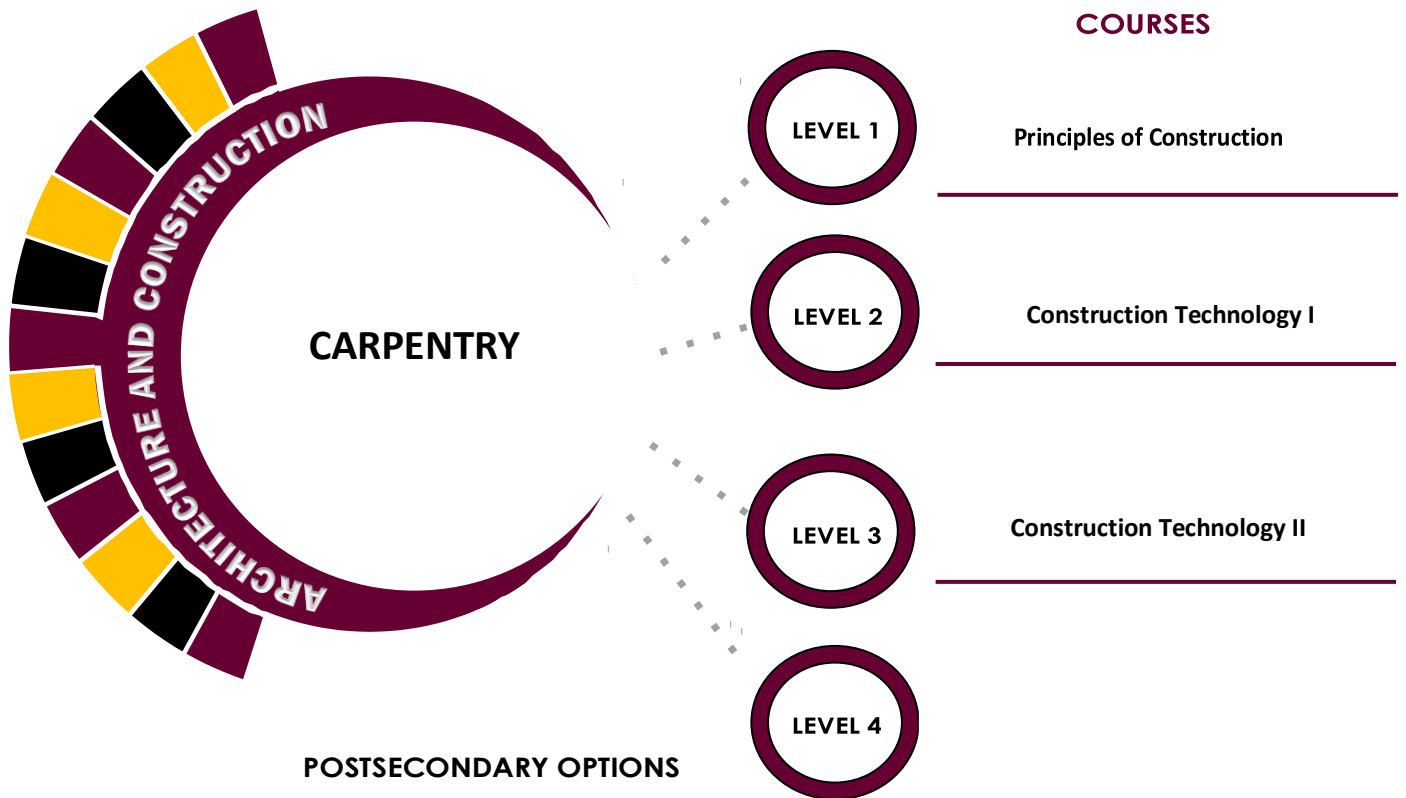 COURSES
ARCHITECTURE AND CONSTRUCTION
CARPENTRY
LEVEL 1
Principles of Construction
LEVEL 2
Construction Technology I
LEVEL 3
Construction Technology II
LEVEL 4
POSTSECONDARY OPTIONS